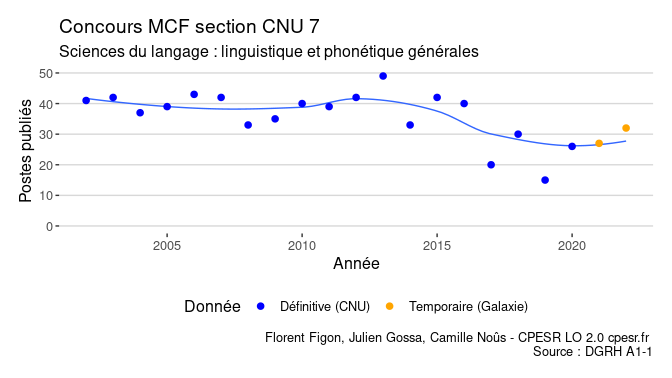 Concours MCF section CNU 7
Sciences du langage : linguistique et phonétique générales
Postes publiés
50
40
30
20
10
0
2005 2010 2015 2020
Année
Donnée Définitive (CNU) Temporaire (Galaxie)
Florent Figon, Julien Gossa, Camille Noûs - CPESR LO 2.0 cpesr.fr
Source : DGRH A1-1